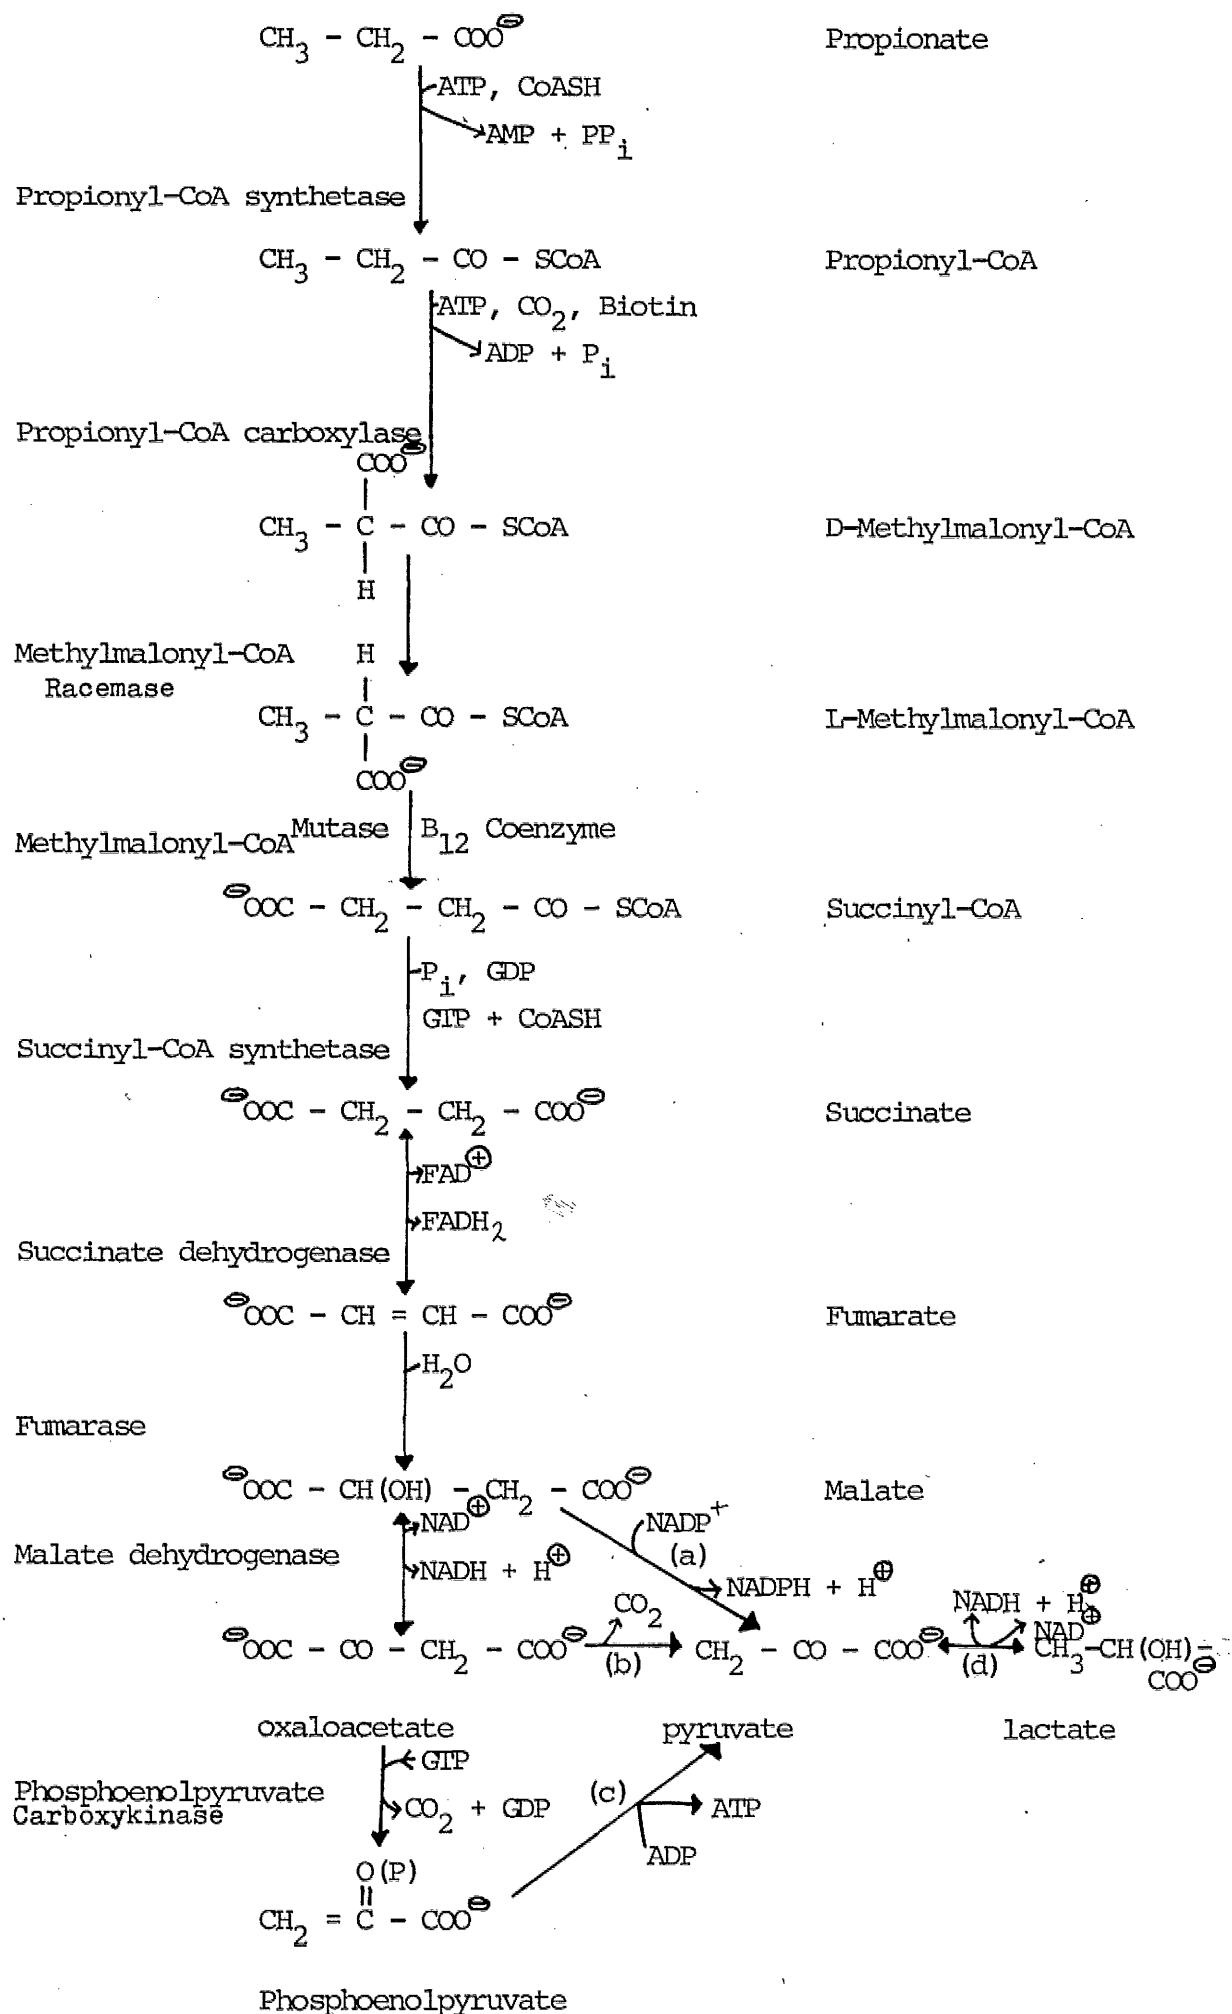 CH3 - CH2 - COO⊖ Propionate
ATP, CoASH
AMP + PPi
Propionyl-CoA synthetase
CH3 - CH2 - CO - SCoA Propionyl-CoA
ATP, CO2, Biotin
ADP + Pi
Propionyl-CoA carboxylase
COO⊖
CH3 - C - CO - SCoA D-Methylmalonyl-CoA
H
Methylmalonyl-CoA H
Racemase
CH3 - C - CO - SCoA L-Methylmalonyl-CoA
COO⊖
Methylmalonyl-CoA Mutase B12 Coenzyme
⊖OOC - CH2 - CH2 - CO - SCoA Succinyl-CoA
Pi, GDP
GTP + CoASH
Succinyl-CoA synthetase
⊖OOC - CH2 - CH2 - COO⊖ Succinate
FAD⊕
FADH2
Succinate dehydrogenase
⊖OOC - CH = CH - COO⊖ Fumarate
H2O
Fumarase
⊖OOC - CH(OH) - CH2 - COO⊖ Malate
NAD⊕ NADP+
Malate dehydrogenase (a)
NADH + H⊕ NADPH + H⊕
CO2 NADH + H⊕
NAD⊕
⊖OOC - CO - CH2 - COO⊖ (b) CH2 - CO - COO⊖ (d) CH3-CH(OH)-
COO⊖
oxaloacetate pyruvate lactate
GTP
Phosphoenolpyruvate (c)
Carboxykinase CO2 + GDP ATP
ADP
O(P)
CH2 = C - COO⊖
Phosphoenolpyruvate